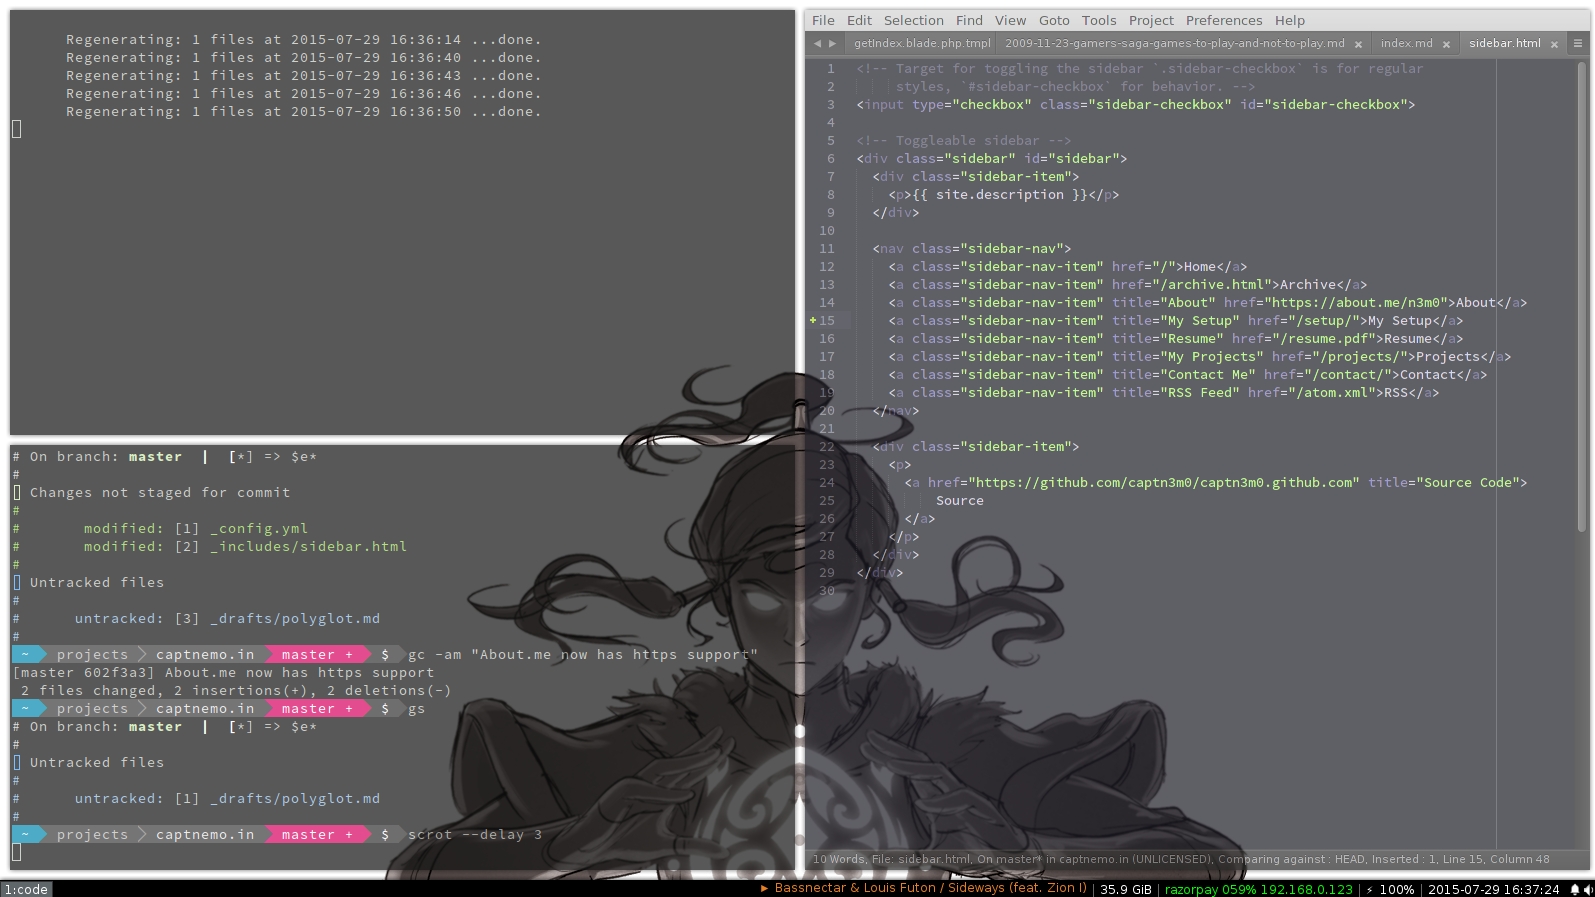 Regenerating: 1 files at 2015-07-29 16:36:14 ...done.
Regenerating: 1 files at 2015-07-29 16:36:40 ...done.
Regenerating: 1 files at 2015-07-29 16:36:43 ...done.
Regenerating: 1 files at 2015-07-29 16:36:46 ...done.
Regenerating: 1 files at 2015-07-29 16:36:50 ...done.
# On branch: master | [*] => $e*
#
Changes not staged for commit
#
# modified: [1] _config.yml
# modified: [2] _includes/sidebar.html
#
Untracked files
#
# untracked: [3] _drafts/polyglot.md
#
~ projects captnemo.in master + $ gc -am "About.me now has https support"
[master 602f3a3] About.me now has https support
2 files changed, 2 insertions(+), 2 deletions(-)
~ projects captnemo.in master + $ gs
# On branch: master | [*] => $e*
#
Untracked files
#
# untracked: [1] _drafts/polyglot.md
#
~ projects captnemo.in master + $ scrot --delay 3
File Edit Selection Find View Goto Tools Project Preferences Help
getIndex.blade.php.tmpl 2009-11-23-gamers-saga-games-to-play-and-not-to-play.md × index.md × sidebar.html ×
1 <!-- Target for toggling the sidebar `.sidebar-checkbox` is for regular
2 styles, `#sidebar-checkbox` for behavior. -->
3 <input type="checkbox" class="sidebar-checkbox" id="sidebar-checkbox">
4
5 <!-- Toggleable sidebar -->
6 <div class="sidebar" id="sidebar">
7 <div class="sidebar-item">
8 <p>{{ site.description }}</p>
9 </div>
10
11 <nav class="sidebar-nav">
12 <a class="sidebar-nav-item" href="/">Home</a>
13 <a class="sidebar-nav-item" href="/archive.html">Archive</a>
14 <a class="sidebar-nav-item" title="About" href="https://about.me/n3m0">About</a>
+ 15 <a class="sidebar-nav-item" title="My Setup" href="/setup/">My Setup</a>
16 <a class="sidebar-nav-item" title="Resume" href="/resume.pdf">Resume</a>
17 <a class="sidebar-nav-item" title="My Projects" href="/projects/">Projects</a>
18 <a class="sidebar-nav-item" title="Contact Me" href="/contact/">Contact</a>
19 <a class="sidebar-nav-item" title="RSS Feed" href="/atom.xml">RSS</a>
20 </nav>
21
22 <div class="sidebar-item">
23 <p>
24 <a href="https://github.com/captn3m0/captn3m0.github.com" title="Source Code">
25 Source
26 </a>
27 </p>
28 </div>
29 </div>
30
10 Words, File: sidebar.html, On master* in captnemo.in (UNLICENSED), Comparing against : HEAD, Inserted : 1, Line 15, Column 48
1:code
► Bassnectar & Louis Futon / Sideways (feat. Zion I) | 35.9 GiB | razorpay 059% 192.168.0.123 | ⚡ 100% | 2015-07-29 16:37:24